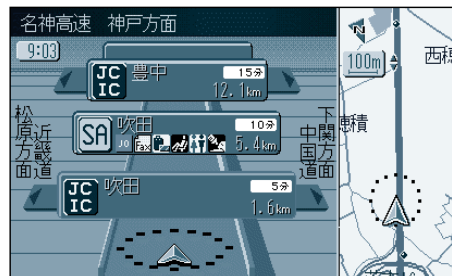 名神高速 神戸方面
9:03
JC
IC
豊中
15分
12.1km
SA
吹田
10分
Fax
5.4km
JC
IC
吹田
5分
1.6km
松原方面
近畿道
下関方面
中国道
100m
西穂
穂積